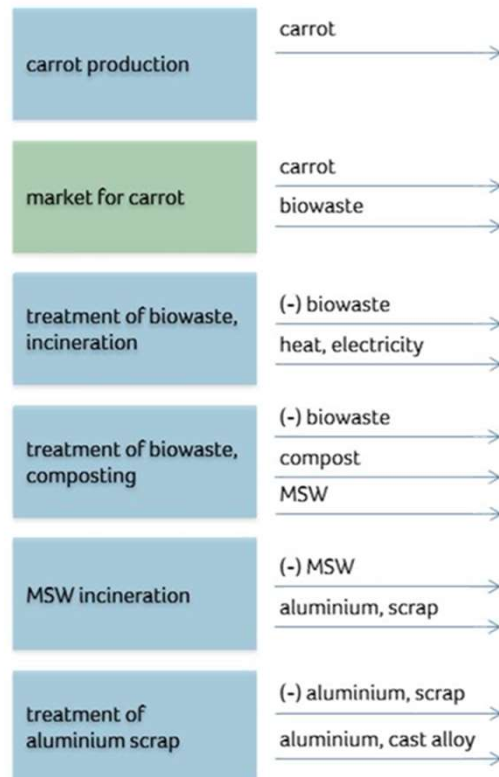 carrot production
carrot
market for carrot
carrot
biowaste
treatment of biowaste,
incineration
(-) biowaste
heat, electricity
treatment of biowaste,
composting
(-) biowaste
compost
MSW
MSW incineration
(-) MSW
aluminium, scrap
treatment of
aluminium scrap
(-) aluminium, scrap
aluminium, cast alloy